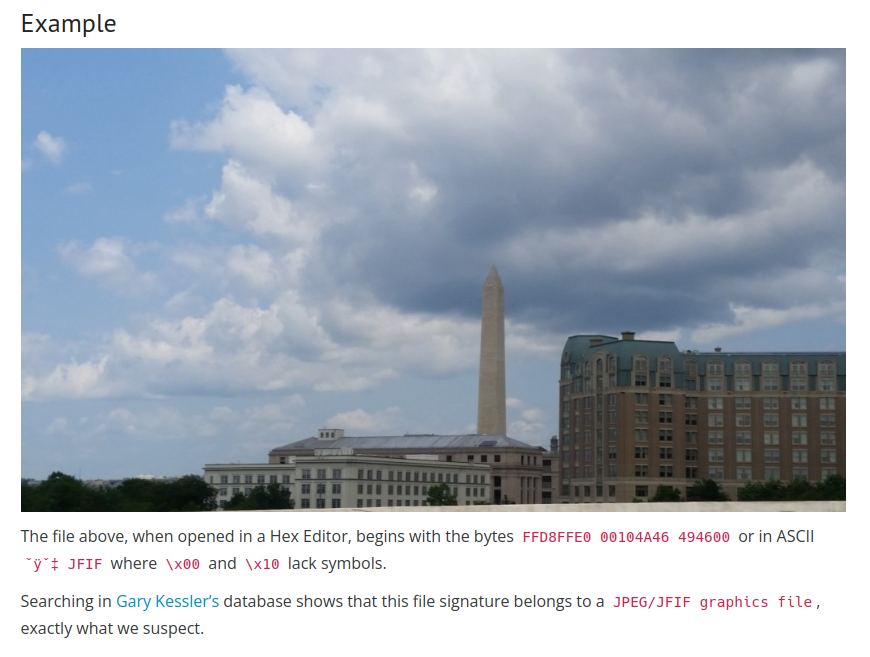 Example
The file above, when opened in a Hex Editor, begins with the bytes FFD8FFE0 00104A46 494600 or in ASCII
ˇÿˇ‡ JFIF where \x00 and \x10 lack symbols.
Searching in Gary Kessler’s database shows that this file signature belongs to a JPEG/JFIF graphics file,
exactly what we suspect.